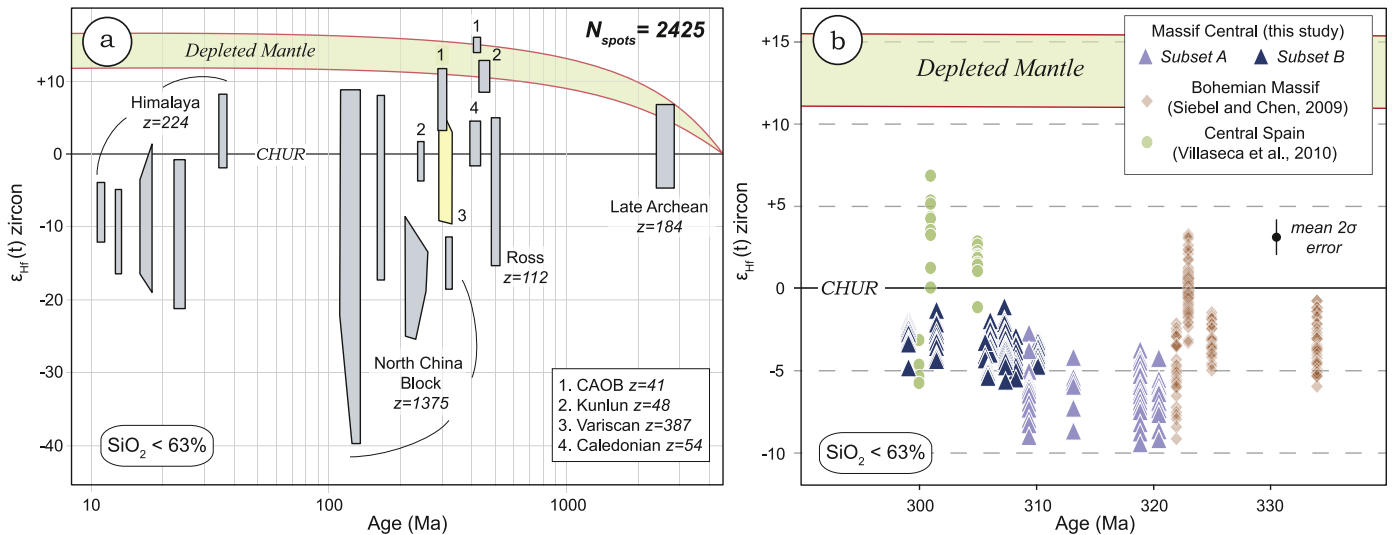 a
N_spots = 2425
Depleted Mantle
+10
0
-10
-20
-30
-40
ε_Hf (t) zircon
Himalaya
z=224
CHUR
1
1
2
4
2
3
Late Archean
z=184
Ross
z=112
North China
Block
z=1375
1. CAOB z=41
2. Kunlun z=48
3. Variscan z=387
4. Caledonian z=54
SiO₂ < 63%
10
100
1000
Age (Ma)
b
Massif Central (this study)
Subset A
Subset B
Bohemian Massif
(Siebel and Chen, 2009)
Central Spain
(Villaseca et al., 2010)
Depleted Mantle
+15
+10
+5
0
-5
-10
ε_Hf (t) zircon
mean 2σ
error
CHUR
SiO₂ < 63%
300
310
320
330
Age (Ma)